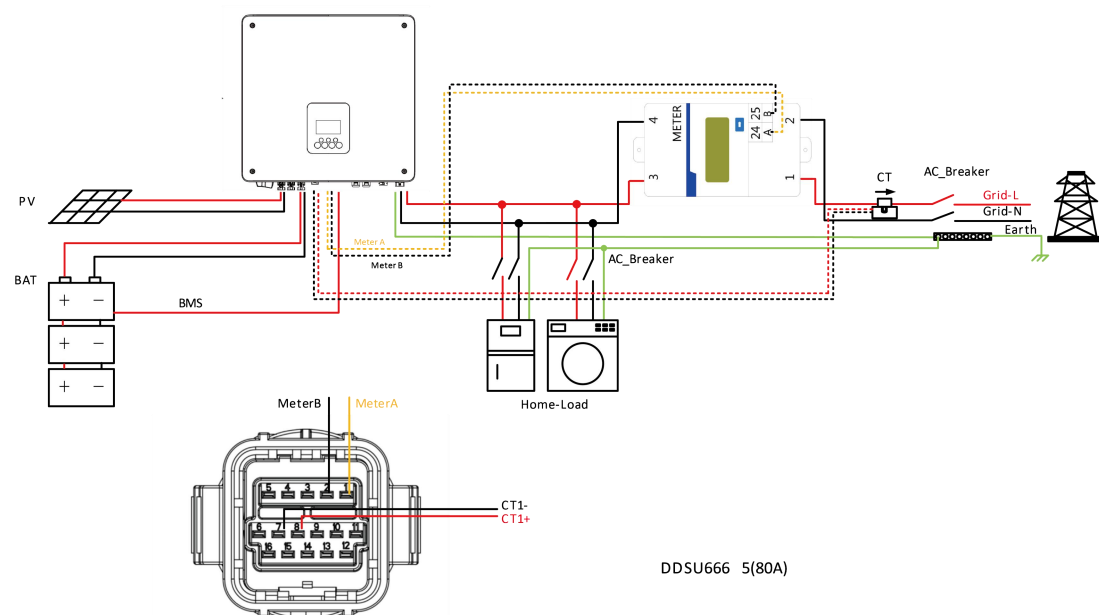 4
METER
25
B
24
A
2
3
1
CT
AC_Breaker
Grid-L
Grid-N
Earth
PV
Meter A
Meter B
AC_Breaker
BAT
+ −
BMS
+ −
+ −
Home-Load
MeterB
MeterA
5 4 3 2 1
CT1-
CT1+
6 7 8 9 10 11
16 15 14 13 12
DDSU666 5(80A)